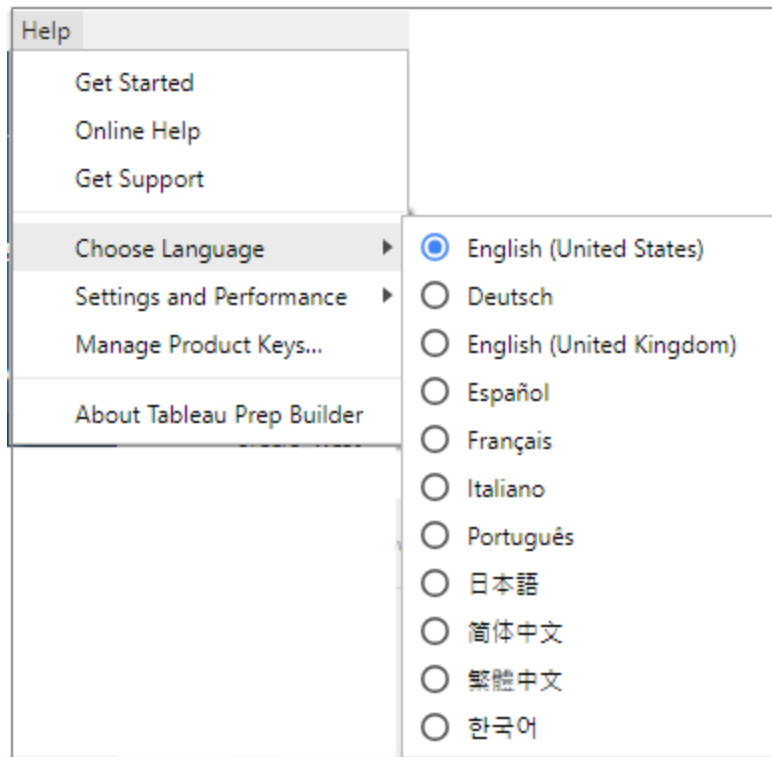 Help
Get Started
Online Help
Get Support
Choose Language
Settings and Performance
Manage Product Keys...
About Tableau Prep Builder
English (United States)
Deutsch
English (United Kingdom)
Español
Français
Italiano
Português
日本語
简体中文
繁體中文
한국어